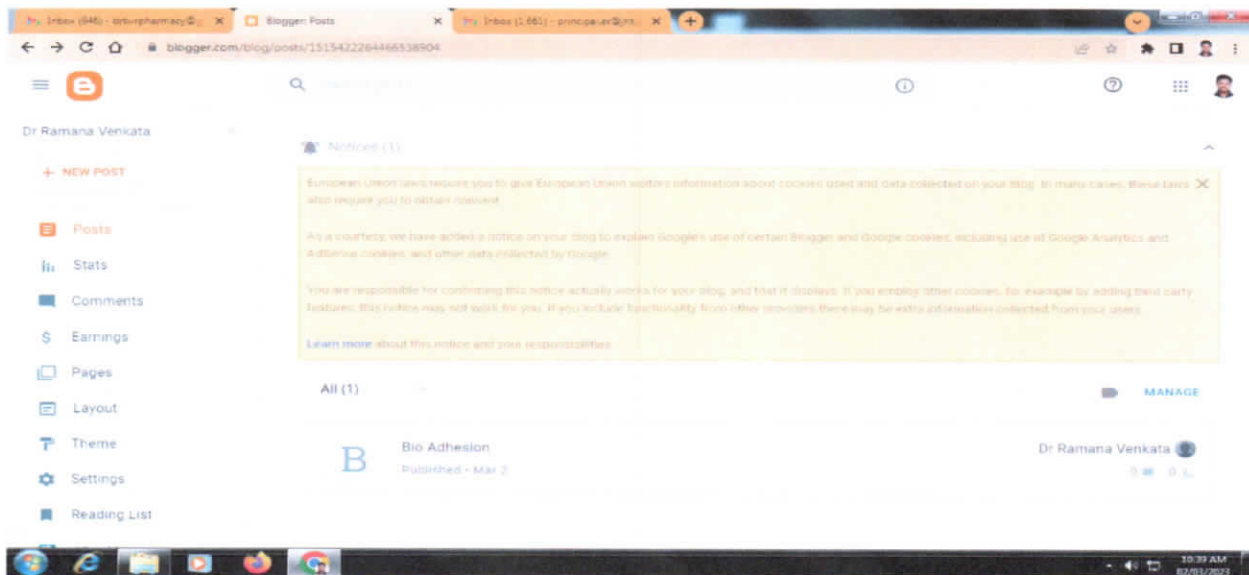 Inbox (646) -
Blogger: Posts
Inbox (1,661) -
blogger.com/blog/posts/1515422264466538904
Dr Ramana Venkata
Notices (1)
+ NEW POST
European Union laws require you to give European Union visitors information about cookies used and data collected on your blog. In many cases, these laws
also require you to obtain consent.
As a courtesy, we have added a notice on your blog to explain Google's use of certain Blogger and Google cookies, including use of Google Analytics and
AdSense cookies, and other data collected by Google.
You are responsible for confirming this notice actually works for your blog, and that it displays. If you employ other cookies, for example by adding third party
features, this notice may not work for you. If you include functionality from other providers there may be extra information collected from your users.
Learn more about this notice and your responsibilities.
Posts
Stats
Comments
Earnings
Pages
Layout
Theme
Settings
Reading List
All (1)
MANAGE
B
Bio Adhesion
Published • Mar 2
Dr Ramana Venkata
0 0
10:39 AM
02/03/2023